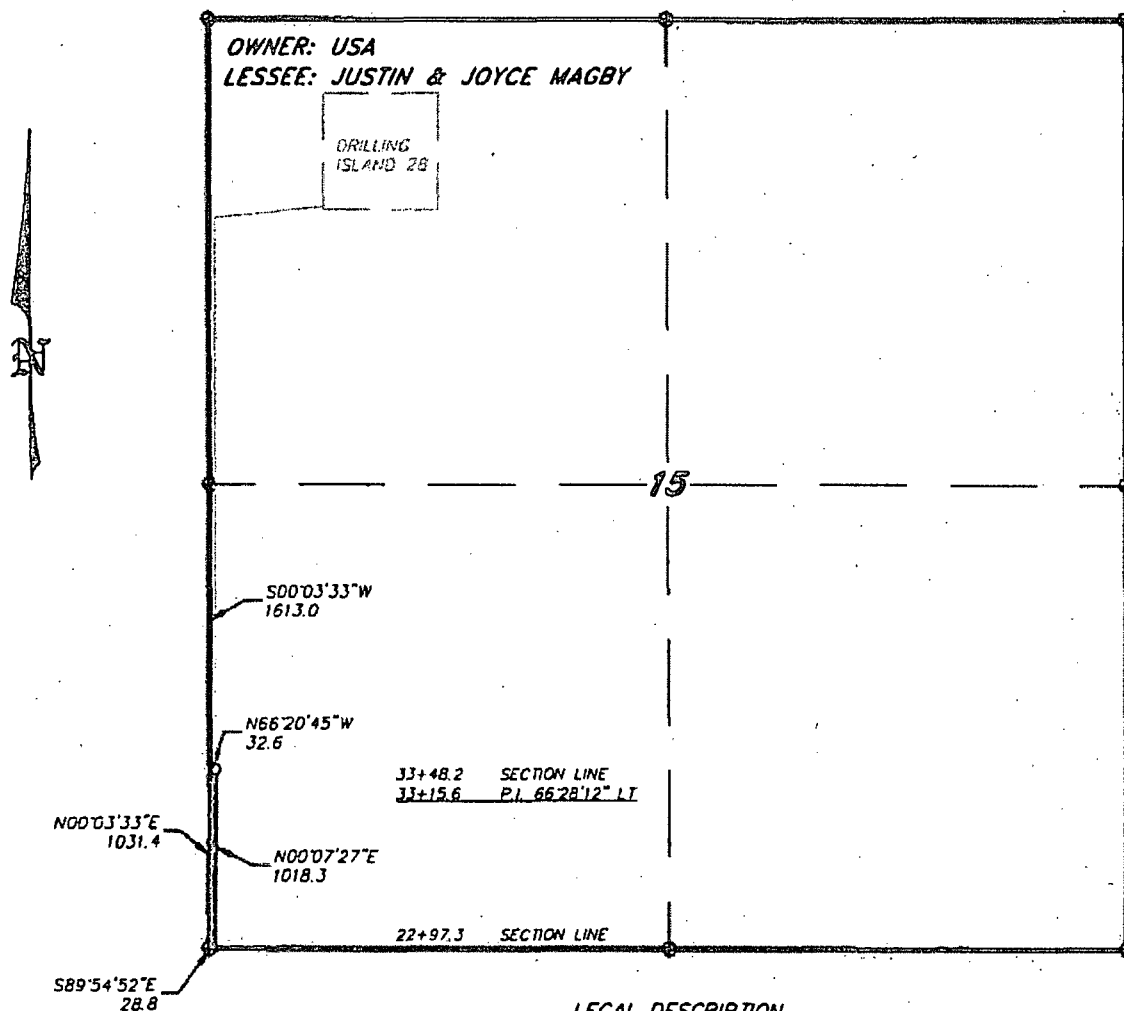 OWNER: USA
LESSEE: JUSTIN & JOYCE MAGBY
DRILLING
ISLAND 28
15
S00°03'33"W
1613.0
N66°20'45"W
32.6
33+48.2 SECTION LINE
33+15.6 P.I. 66°28'12" LT
N00°03'33"E
1031.4
N00°07'27"E
1018.3
22+97.3 SECTION LINE
S89°54'52"E
28.8
LEGAL DESCRIPTION